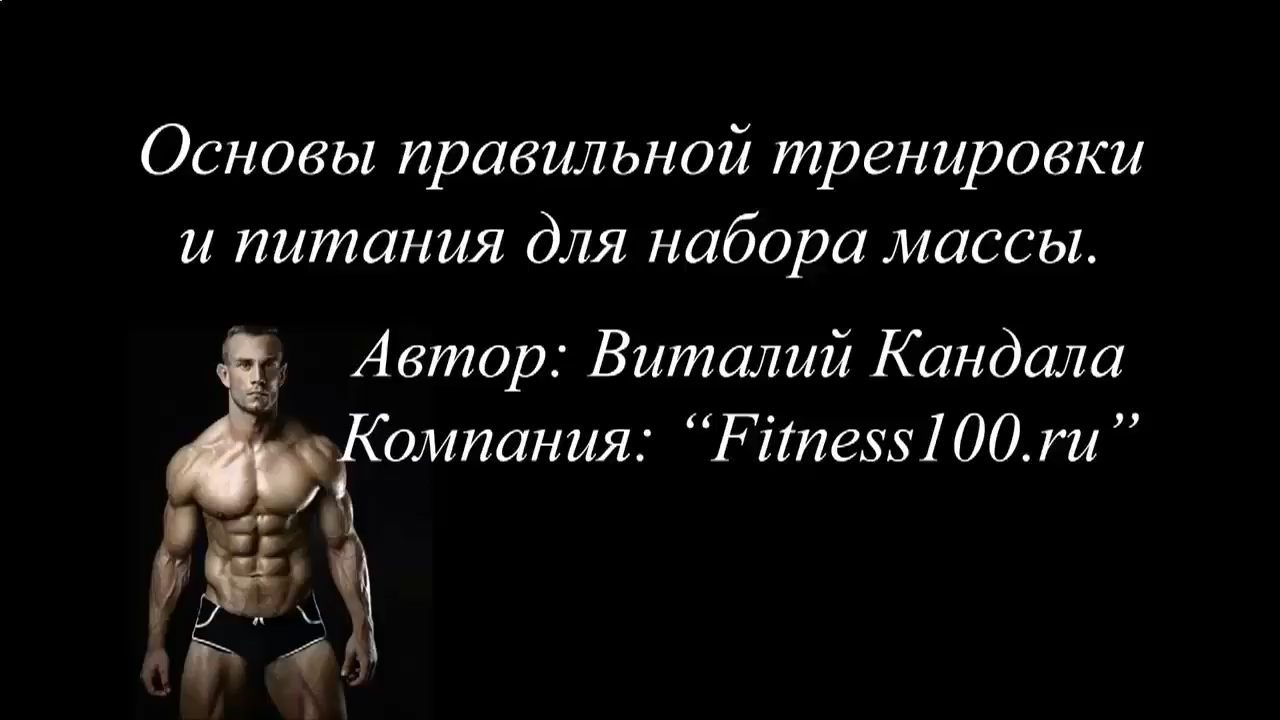 Основы правильной тренировки
и питания для набора массы.
Автор: Виталий Кандала
Компания: “Fitness100.ru”